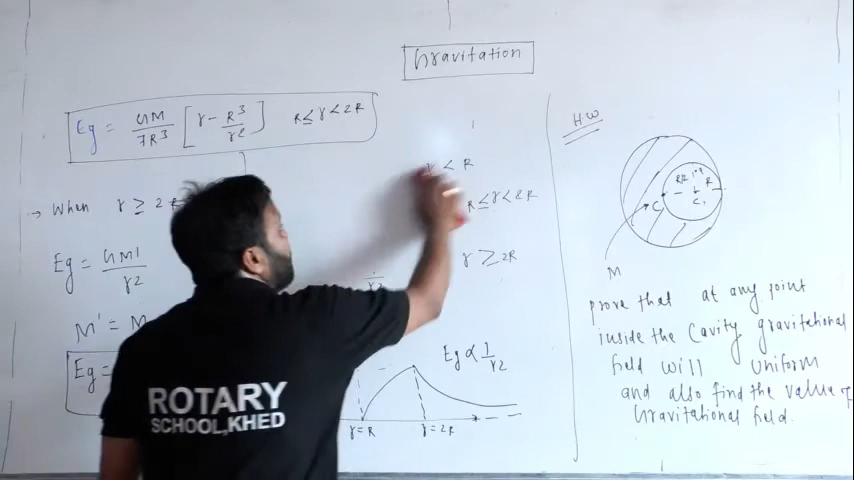 Gravitation
Eg = GM/7R³ [r - R³/r²] R ≤ r < 2R
→ When r ≥ 2R
Eg = GM'/r²
M' = M
Eg =
r < R
R ≤ r < 2R
r ≥ 2R
Eg ∝ 1/r²
r=R
r=2R
ROTARY
SCHOOL,KHED
HW
R
C
C₁
M
prove that at any point
inside the Cavity gravitational
field will uniform
and also find the value of
Gravitational field.